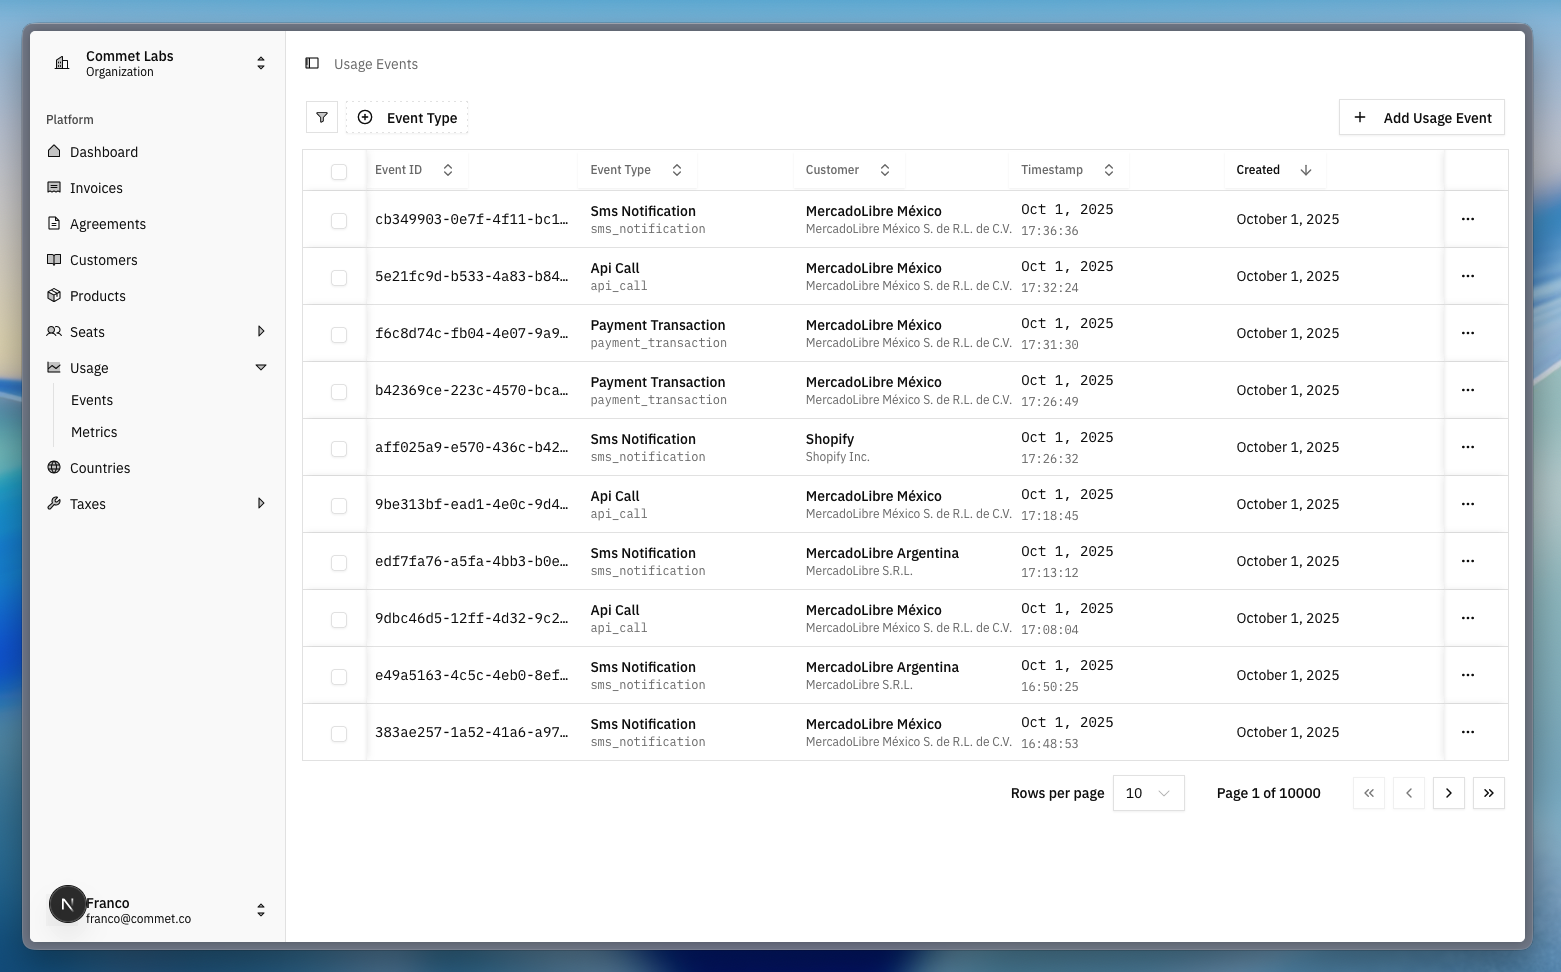 Commet Labs
Organization
Platform
Dashboard
Invoices
Agreements
Customers
Products
Seats
Usage
Events
Metrics
Countries
Taxes
N
Franco
franco@commet.co
Usage Events
Event Type
Add Usage Event
Event ID Event Type Customer Timestamp Created
cb349903-0e7f-4f11-bc1… Sms Notification MercadoLibre México Oct 1, 2025 October 1, 2025
sms_notification MercadoLibre México S. de R.L. de C.V. 17:36:36
5e21fc9d-b533-4a83-b84… Api Call MercadoLibre México Oct 1, 2025 October 1, 2025
api_call MercadoLibre México S. de R.L. de C.V. 17:32:24
f6c8d74c-fb04-4e07-9a9… Payment Transaction MercadoLibre México Oct 1, 2025 October 1, 2025
payment_transaction MercadoLibre México S. de R.L. de C.V. 17:31:30
b42369ce-223c-4570-bca… Payment Transaction MercadoLibre México Oct 1, 2025 October 1, 2025
payment_transaction MercadoLibre México S. de R.L. de C.V. 17:26:49
aff025a9-e570-436c-b42… Sms Notification Shopify Oct 1, 2025 October 1, 2025
sms_notification Shopify Inc. 17:26:32
9be313bf-ead1-4e0c-9d4… Api Call MercadoLibre México Oct 1, 2025 October 1, 2025
api_call MercadoLibre México S. de R.L. de C.V. 17:18:45
edf7fa76-a5fa-4bb3-b0e… Sms Notification MercadoLibre Argentina Oct 1, 2025 October 1, 2025
sms_notification MercadoLibre S.R.L. 17:13:12
9dbc46d5-12ff-4d32-9c2… Api Call MercadoLibre México Oct 1, 2025 October 1, 2025
api_call MercadoLibre México S. de R.L. de C.V. 17:08:04
e49a5163-4c5c-4eb0-8ef… Sms Notification MercadoLibre Argentina Oct 1, 2025 October 1, 2025
sms_notification MercadoLibre S.R.L. 16:50:25
383ae257-1a52-41a6-a97… Sms Notification MercadoLibre México Oct 1, 2025 October 1, 2025
sms_notification MercadoLibre México S. de R.L. de C.V. 16:48:53
Rows per page 10 Page 1 of 10000